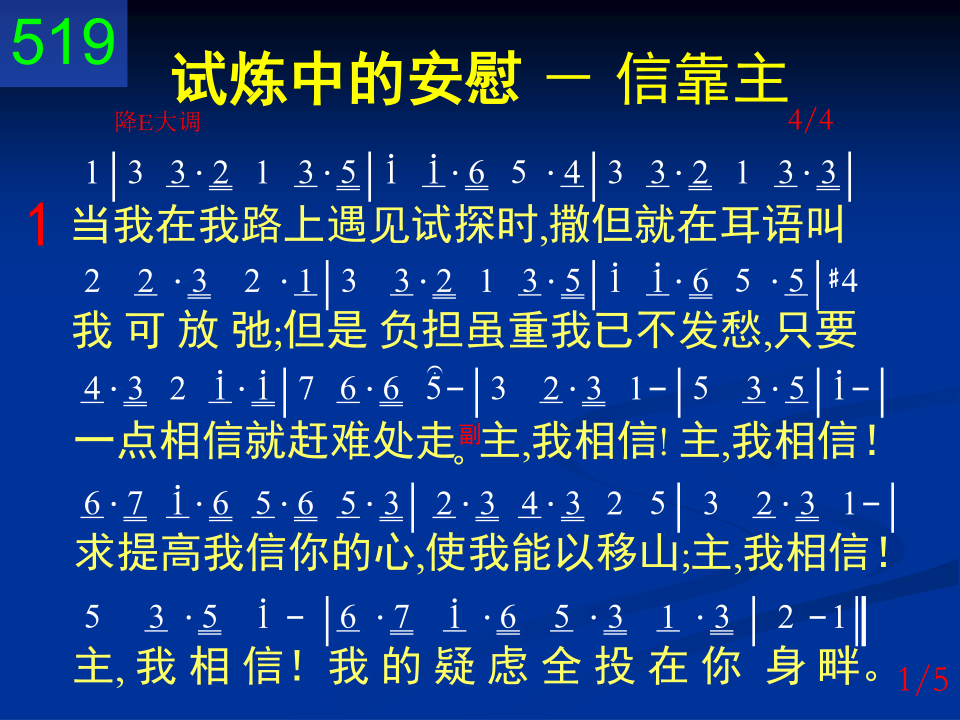 519
试炼中的安慰 － 信靠主
降E大调 4/4
1|3 3·2 1 3·5|i i·6 5·4|3 3·2 1 3·3|
1 当我在我路上遇见试探时,撒但就在耳语叫
2 2·3 2·1|3 3·2 1 3·5|i i·6 5·5|♯4
我 可 放 弛;但是 负担虽重我已不发愁,只要
4·3 2 i·i|7 6·6 5-|3 2·3 1-|5 3·5|i-|
一点相信就赶难处走。副主,我相信! 主,我相信!
6·7 i·6 5·6 5·3|2·3 4·3 2 5|3 2·3 1-|
求提高我信你的心,使我能以移山;主,我相信!
5 3·5 i -|6·7 i·6 5·3 1·3|2 -1‖
主, 我 相 信! 我 的 疑 虑 全 投 在 你 身 畔。
1/5